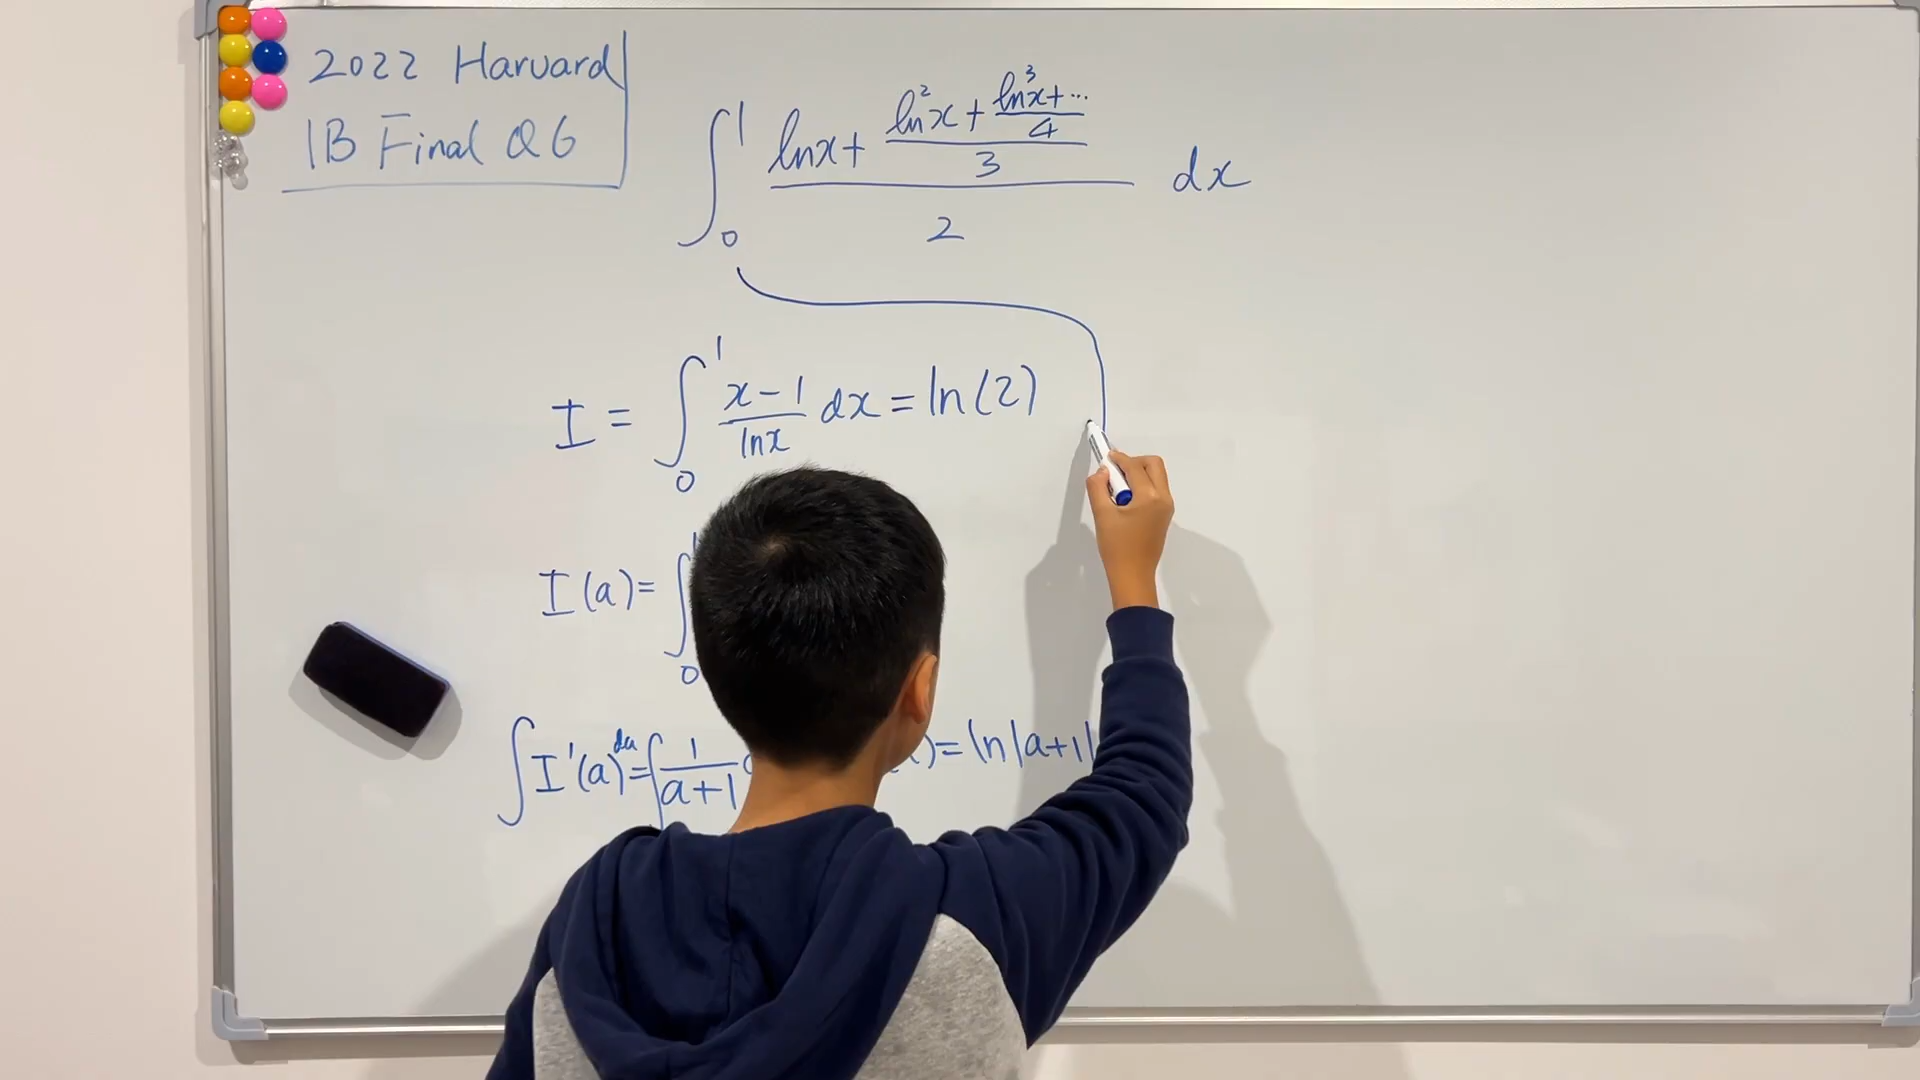 2022 Harvard
1B Final Q6
∫₀¹ (lnx + (ln²x + (ln³x + ⋯)/4)/3)/2 dx
I = ∫₀¹ (x-1)/lnx dx = ln(2)
I(a) = ∫₀¹
∫I'(a) da = ∫ 1/(a+1) ) = ln|a+1|